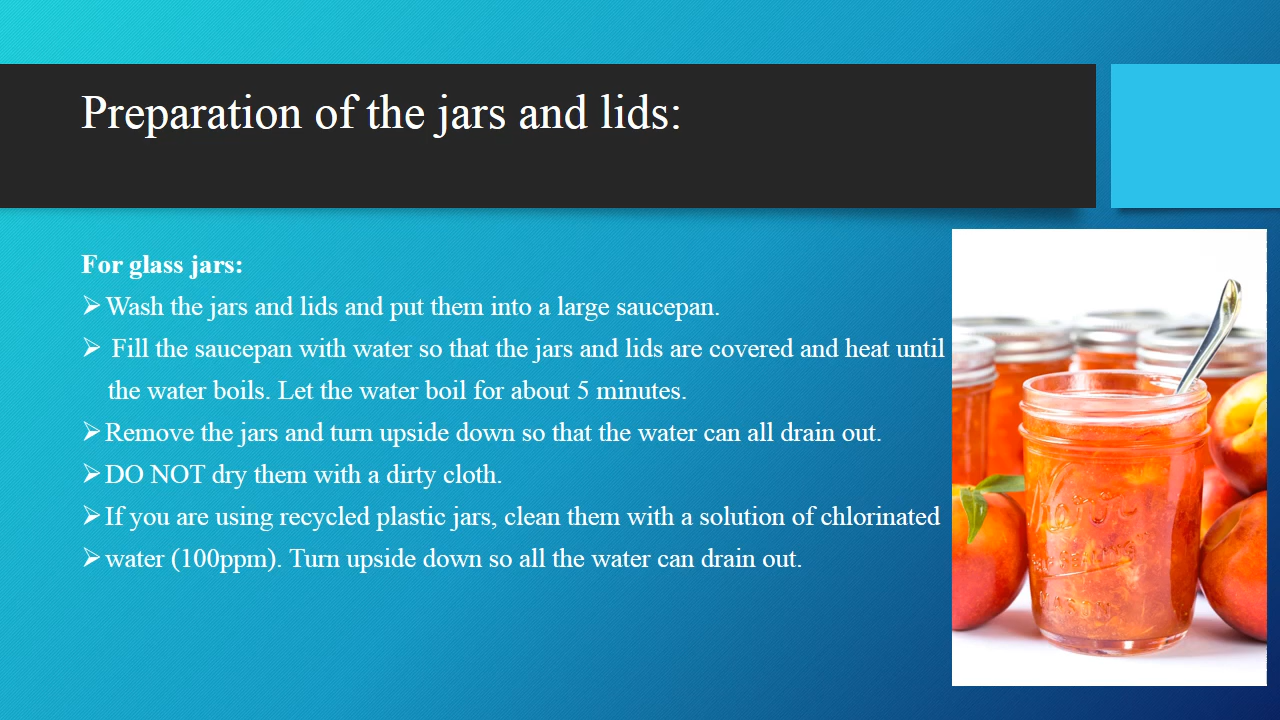 Preparation of the jars and lids:
For glass jars:
➢Wash the jars and lids and put them into a large saucepan.
➢ Fill the saucepan with water so that the jars and lids are covered and heat until
the water boils. Let the water boil for about 5 minutes.
➢Remove the jars and turn upside down so that the water can all drain out.
➢DO NOT dry them with a dirty cloth.
➢If you are using recycled plastic jars, clean them with a solution of chlorinated
➢water (100ppm). Turn upside down so all the water can drain out.
MASON